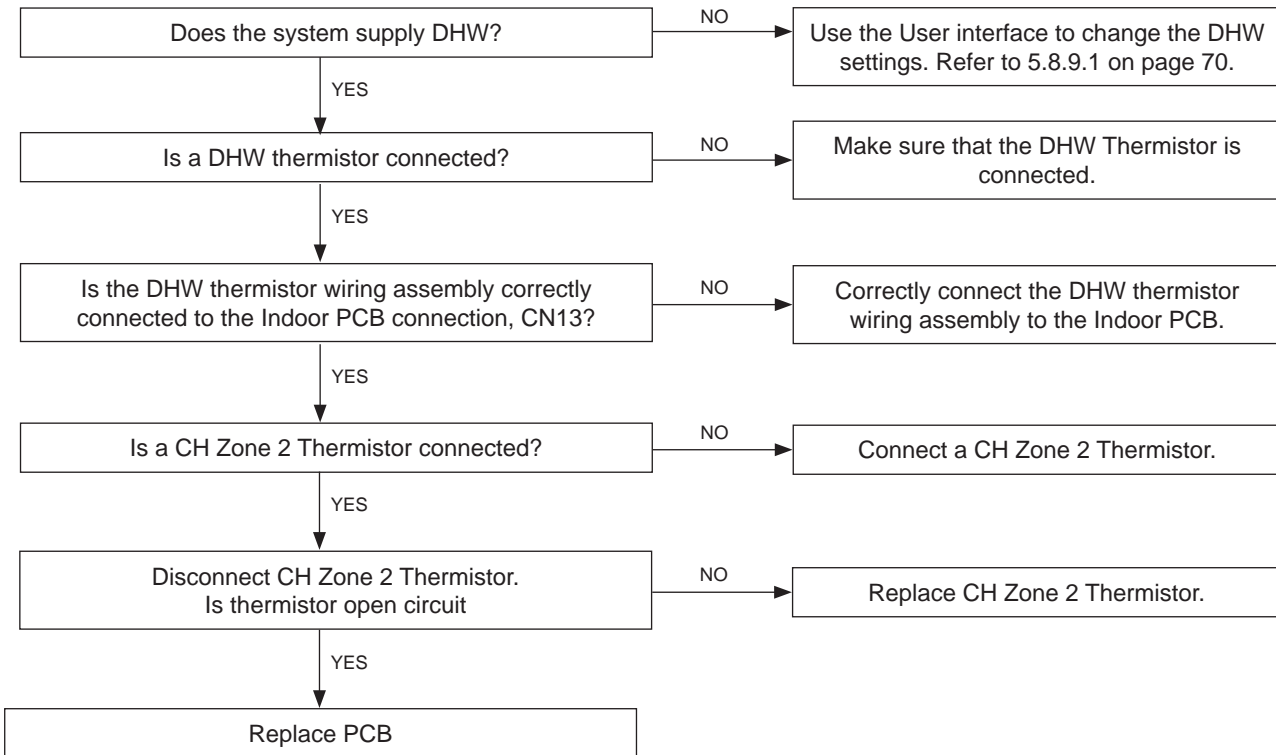 Does the system supply DHW?
NO
Use the User interface to change the DHW
settings. Refer to 5.8.9.1 on page 70.
YES
Is a DHW thermistor connected?
NO
Make sure that the DHW Thermistor is
connected.
YES
Is the DHW thermistor wiring assembly correctly
connected to the Indoor PCB connection, CN13?
NO
Correctly connect the DHW thermistor
wiring assembly to the Indoor PCB.
YES
Is a CH Zone 2 Thermistor connected?
NO
Connect a CH Zone 2 Thermistor.
YES
Disconnect CH Zone 2 Thermistor.
Is thermistor open circuit
NO
Replace CH Zone 2 Thermistor.
YES
Replace PCB